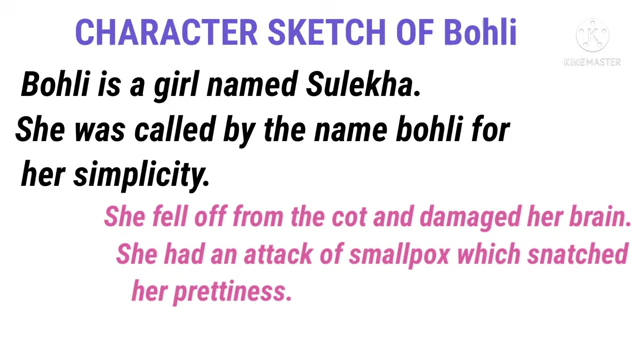 CHARACTER SKETCH OF Bohli
KINEMASTER
Bohli is a girl named Sulekha.
She was called by the name bohli for
her simplicity.
She fell off from the cot and damaged her brain.
She had an attack of smallpox which snatched
her prettiness.